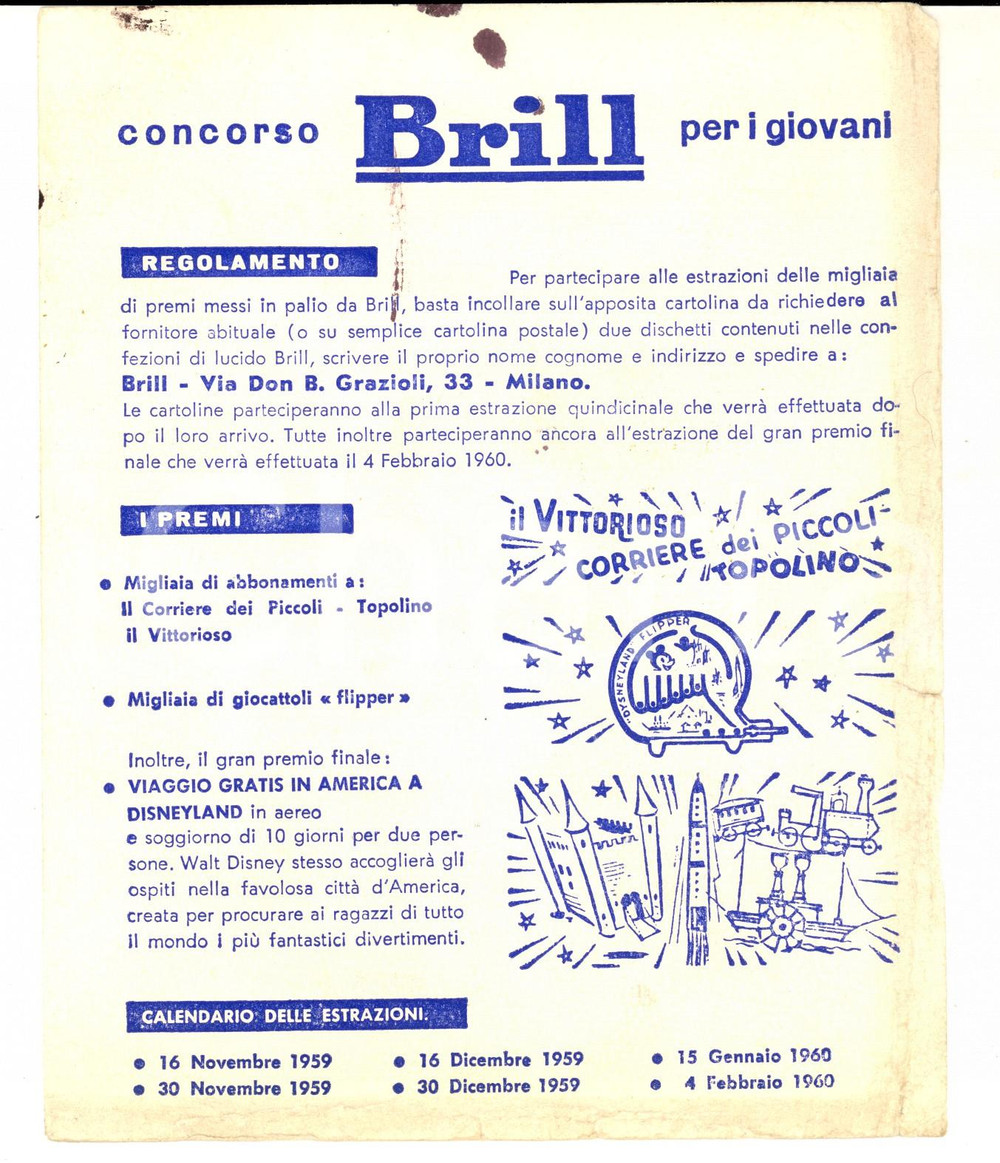 concorso Brill per i giovani
REGOLAMENTO
Per partecipare alle estrazioni delle migliaia
di premi messi in palio da Brill, basta incollare sull'apposita cartolina da richiedere al
fornitore abituale (o su semplice cartolina postale) due dischetti contenuti nelle con-
fezioni di lucido Brill, scrivere il proprio nome cognome e indirizzo e spedire a:
Brill - Via Don B. Grazioli, 33 - Milano.
Le cartoline parteciperanno alla prima estrazione quindicinale che verrà effettuata do-
po il loro arrivo. Tutte inoltre parteciperanno ancora all'estrazione del gran premio fi-
nale che verrà effettuata il 4 Febbraio 1960.
I PREMI
• Migliaia di abbonamenti a:
Il Corriere dei Piccoli - Topolino
il Vittorioso
• Migliaia di giocattoli « flipper »
Inoltre, il gran premio finale:
• VIAGGIO GRATIS IN AMERICA A
DISNEYLAND in aereo
e soggiorno di 10 giorni per due per-
sone. Walt Disney stesso accoglierà gli
ospiti nella favolosa città d'America,
creata per procurare ai ragazzi di tutto
il mondo i più fantastici divertimenti.
il VITTORIOSO
CORRIERE dei PICCOLI-
TOPOLINO
"DYSNEYLAND" FLIPPER
CALENDARIO DELLE ESTRAZIONI.
• 16 Novembre 1959 • 16 Dicembre 1959 • 15 Gennaio 1960
• 30 Novembre 1959 • 30 Dicembre 1959 • 4 Febbraio 1960